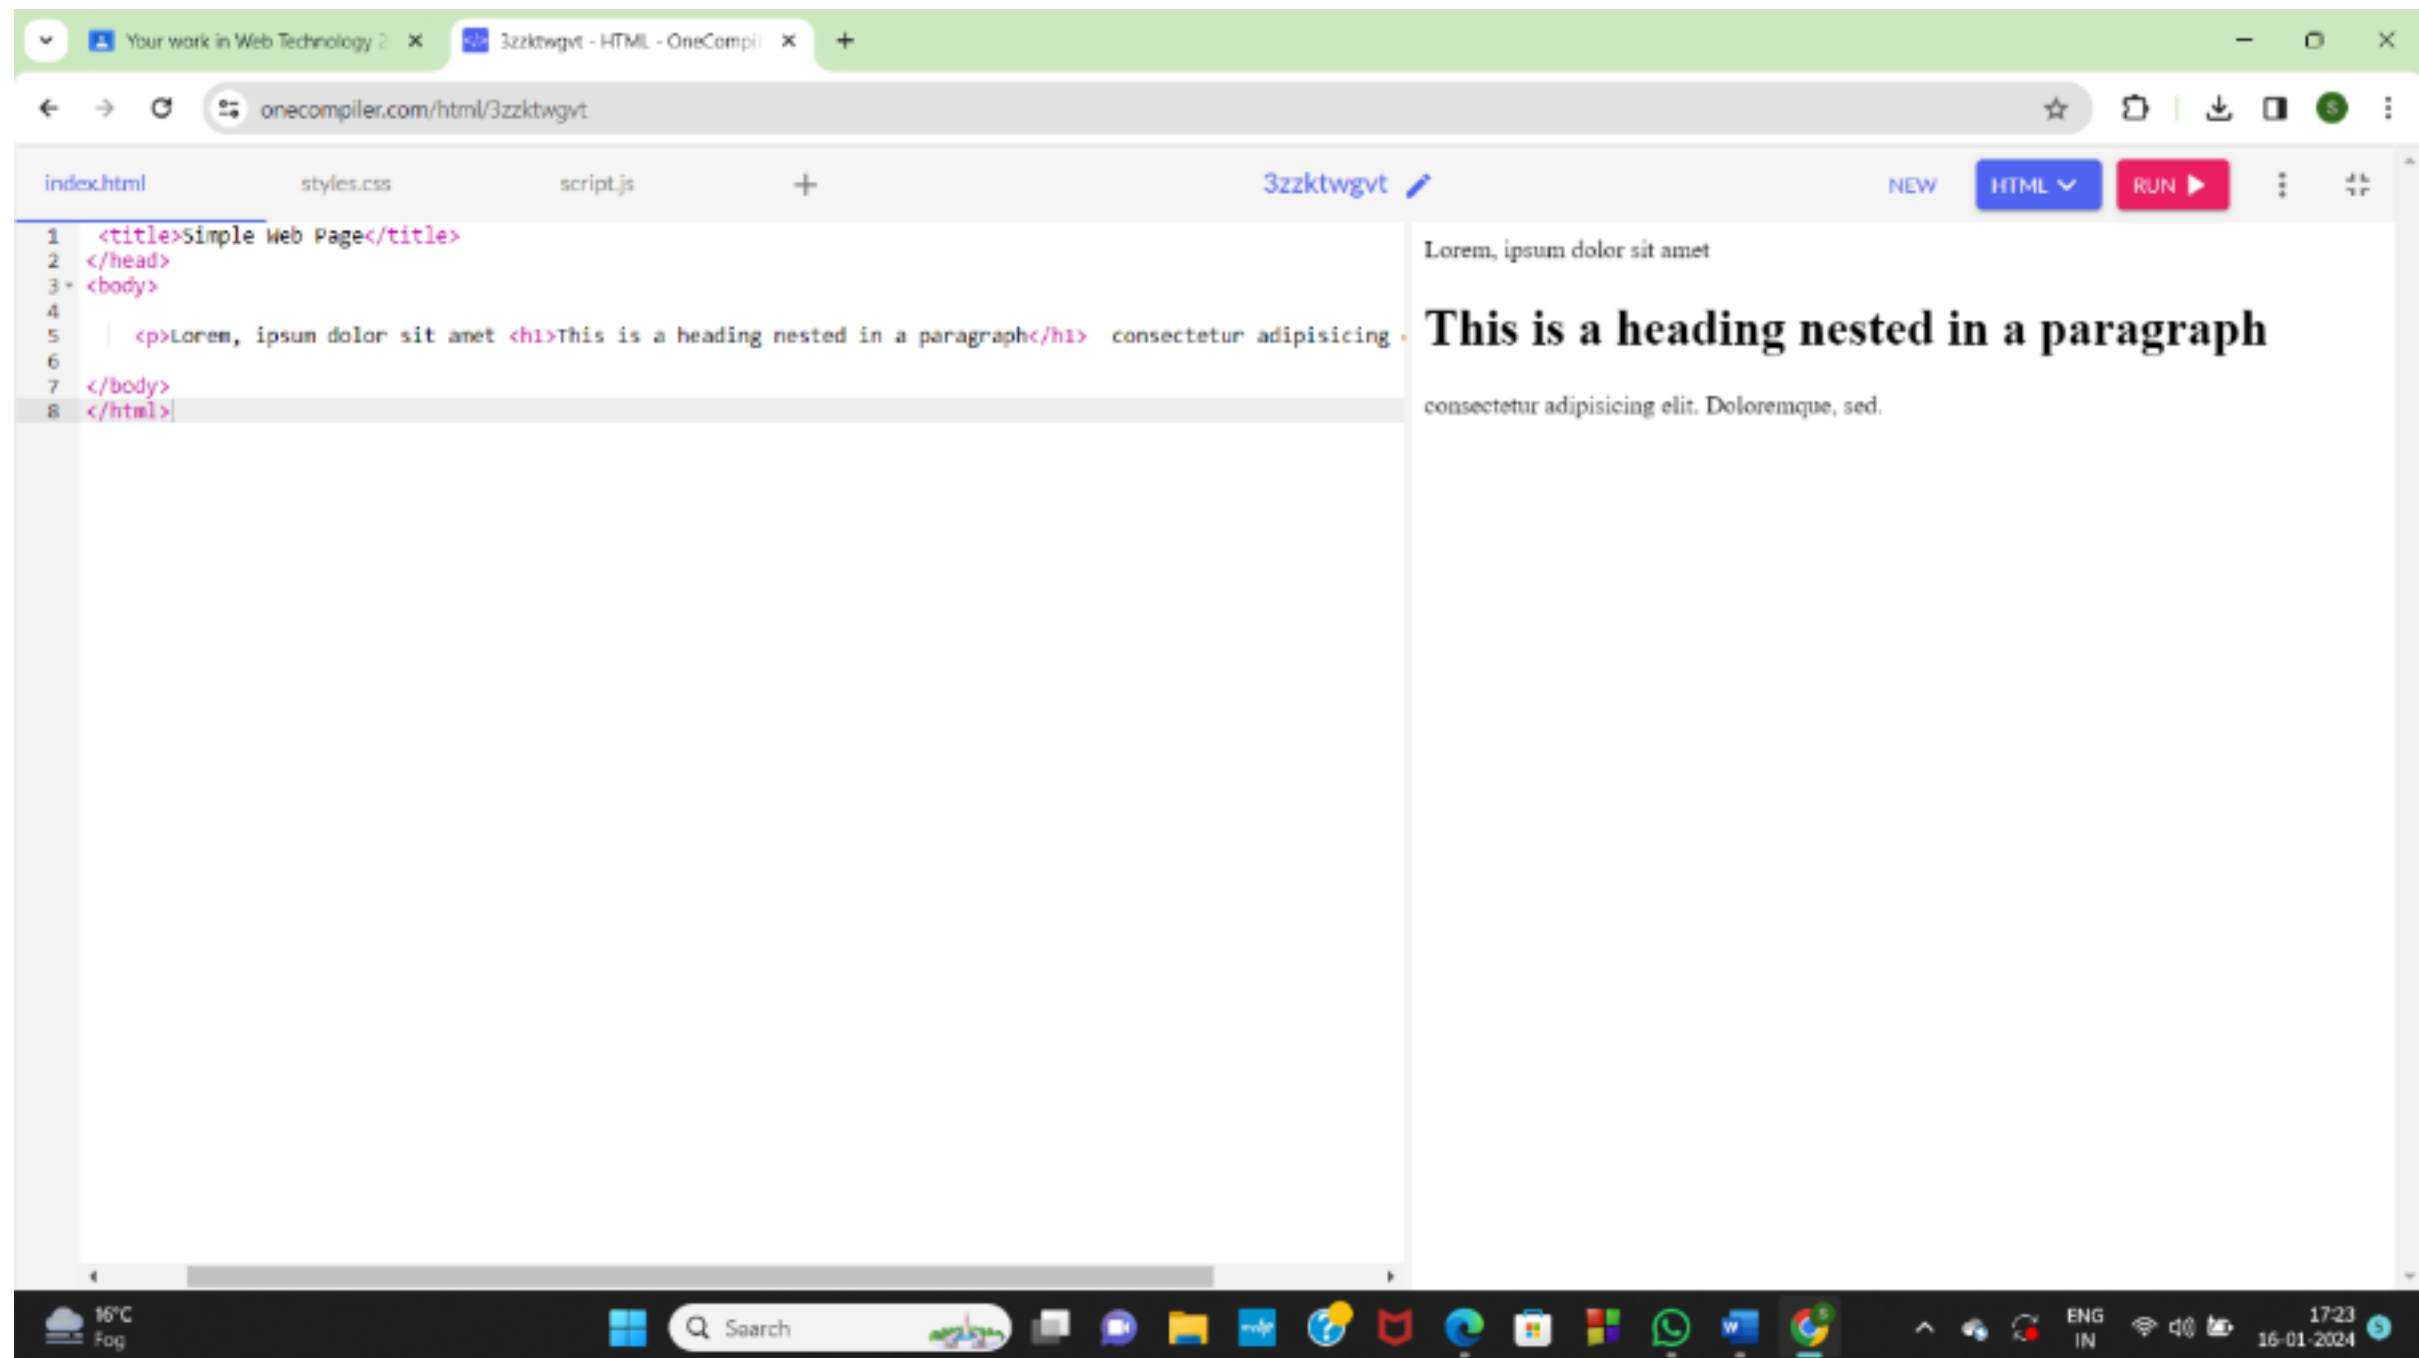 Your work in Web Technology 2
3zzktwgvt - HTML - OneCompil
onecompiler.com/html/3zzktwgvt
S
index.html
styles.css
script.js
3zzktwgvt
NEW
HTML
RUN
1 <title>Simple Web Page</title>
2 </head>
3 <body>
4
5 <p>Lorem, ipsum dolor sit amet <h1>This is a heading nested in a paragraph</h1>  consectetur adipisicing
6
7 </body>
8 </html>
Lorem, ipsum dolor sit amet
This is a heading nested in a paragraph
consectetur adipisicing elit. Doloremque, sed.
16°C
Fog
Search
ENG
IN
17:23
16-01-2024